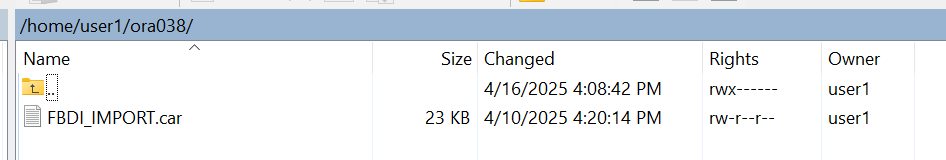 /home/user1/ora038/
Name Size Changed Rights Owner
.. 4/16/2025 4:08:42 PM rwx------ user1
FBDI_IMPORT.car 23 KB 4/10/2025 4:20:14 PM rw-r--r-- user1